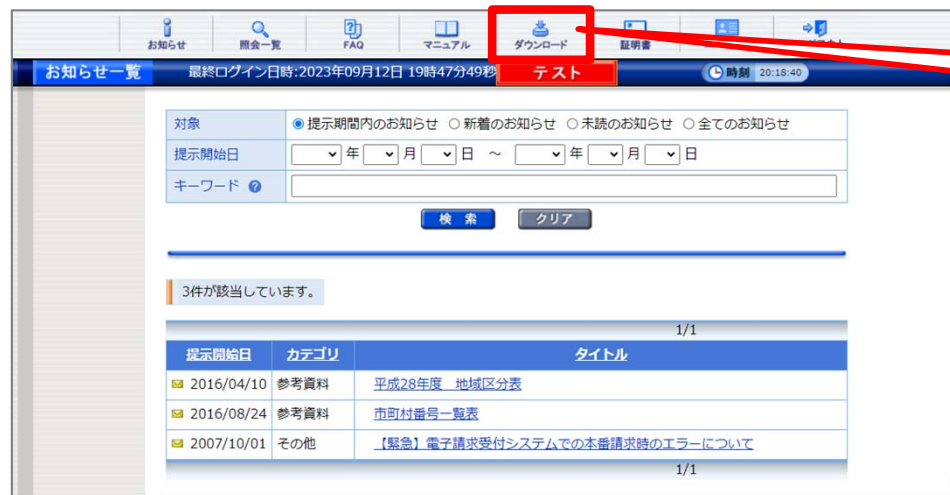 お知らせ 照会一覧 FAQ マニュアル ダウンロード 証明書
お知らせ一覧 最終ログイン日時:2023年09月12日 19時47分49秒 テスト 時刻 20:18:40
対象 提示期間内のお知らせ 新着のお知らせ 未読のお知らせ 全てのお知らせ
提示開始日 年 月 日 ～ 年 月 日
キーワード ?
検 索 クリア
3件が該当しています。
1/1
提示開始日 カテゴリ タイトル
2016/04/10 参考資料 平成28年度 地域区分表
2016/08/24 参考資料 市町村番号一覧表
2007/10/01 その他 【緊急】電子請求受付システムでの本番請求時のエラーについて
1/1